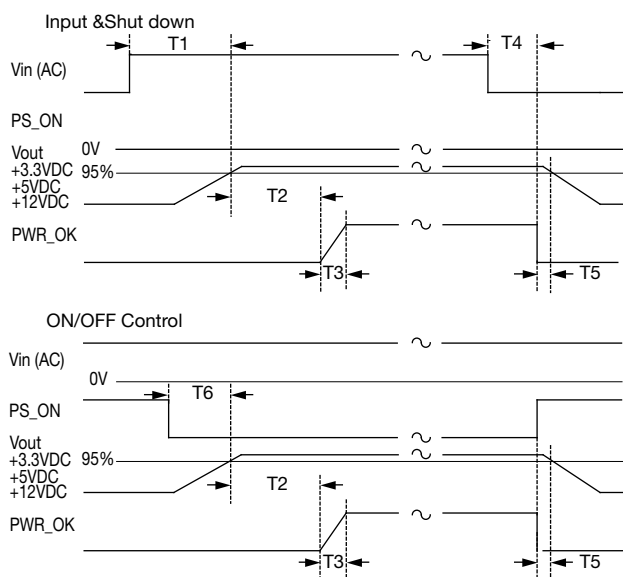 Input &Shut down
T1
T4
Vin (AC)
PS_ON
Vout 0V
+3.3VDC 95%
+5VDC
+12VDC
T2
PWR_OK
T3
T5
ON/OFF Control
Vin (AC)
0V
T6
PS_ON
Vout
+3.3VDC 95%
+5VDC
+12VDC
T2
PWR_OK
T3
T5